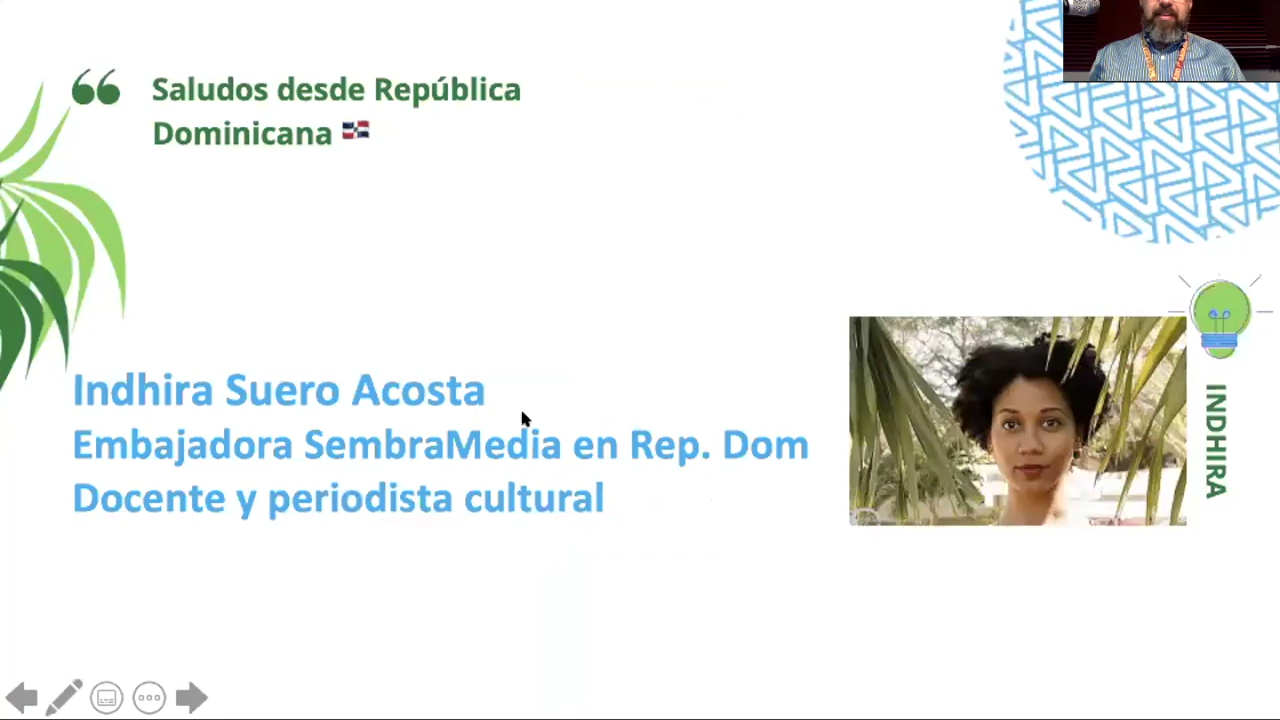 Saludos desde República
Dominicana
Indhira Suero Acosta
Embajadora SembraMedia en Rep. Dom
Docente y periodista cultural
INDHIRA